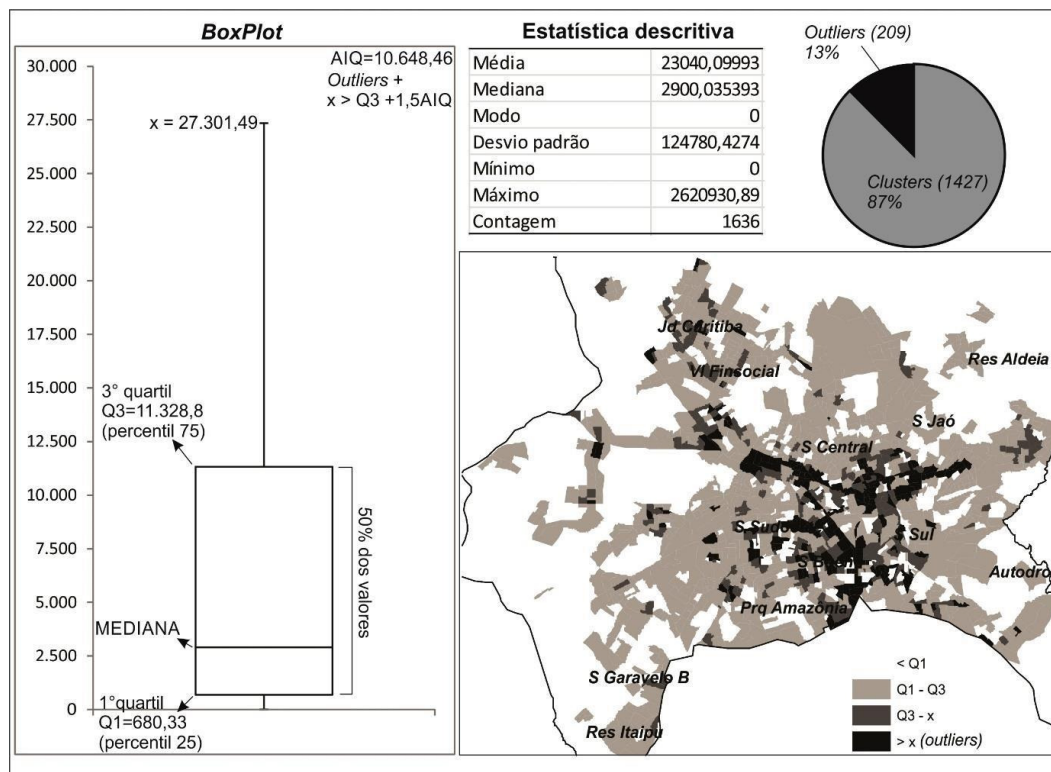 BoxPlot
AIQ=10.648,46
Outliers +
x > Q3 +1,5AIQ
30.000
27.500
25.000
22.500
20.000
17.500
15.000
12.500
10.000
7.500
5.000
2.500
0
x = 27.301,49
3° quartil
Q3=11.328,8
(percentil 75)
50% dos valores
MEDIANA
1°quartil
Q1=680,33
(percentil 25)
Estatística descritiva
Média 23040,09993
Mediana 2900,035393
Modo 0
Desvio padrão 124780,4274
Mínimo 0
Máximo 2620930,89
Contagem 1636
Outliers (209)
13%
Clusters (1427)
87%
Jd Curitiba
Vl Finsocial
Res Aldeia
S Jaó
S Central
S Sul
Prq Amazônia
Autodro
S Garavelo B
Res Itaipu
< Q1
Q1 - Q3
Q3 - x
> x (outliers)